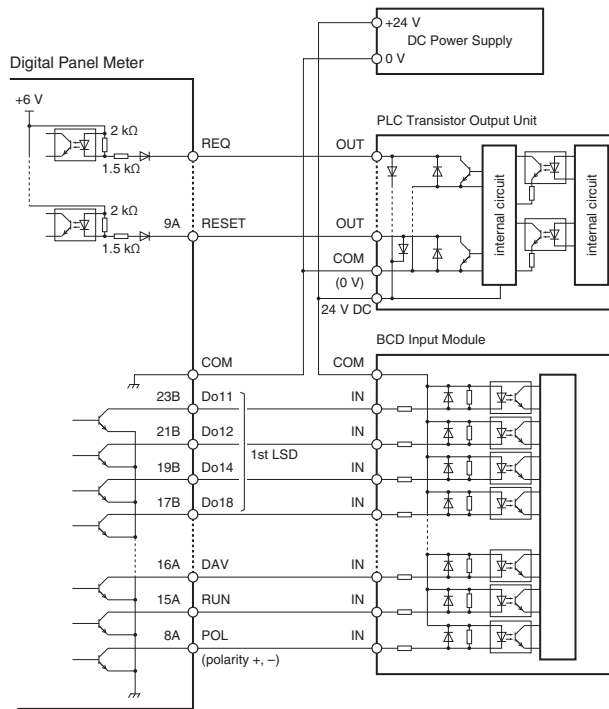 +24 V
DC Power Supply
0 V
Digital Panel Meter
+6 V
PLC Transistor Output Unit
2 kΩ
REQ
OUT
1.5 kΩ
internal circuit
internal circuit
2 kΩ
9A RESET
OUT
1.5 kΩ
COM
(0 V)
24 V DC
BCD Input Module
COM
COM
23B Do11
IN
21B Do12
IN
1st LSD
19B Do14
IN
17B Do18
IN
16A DAV
IN
15A RUN
IN
8A POL
IN
(polarity +, –)